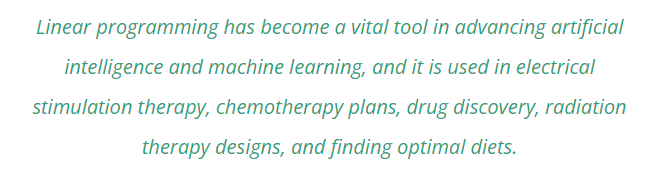 Linear programming has become a vital tool in advancing artificial
intelligence and machine learning, and it is used in electrical
stimulation therapy, chemotherapy plans, drug discovery, radiation
therapy designs, and finding optimal diets.